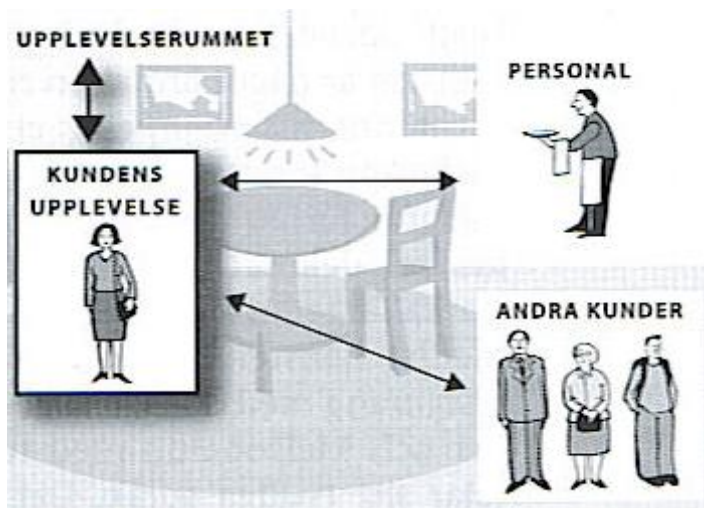 UPPLEVELSERUMMET
PERSONAL
KUNDENS
UPPLEVELSE
ANDRA KUNDER